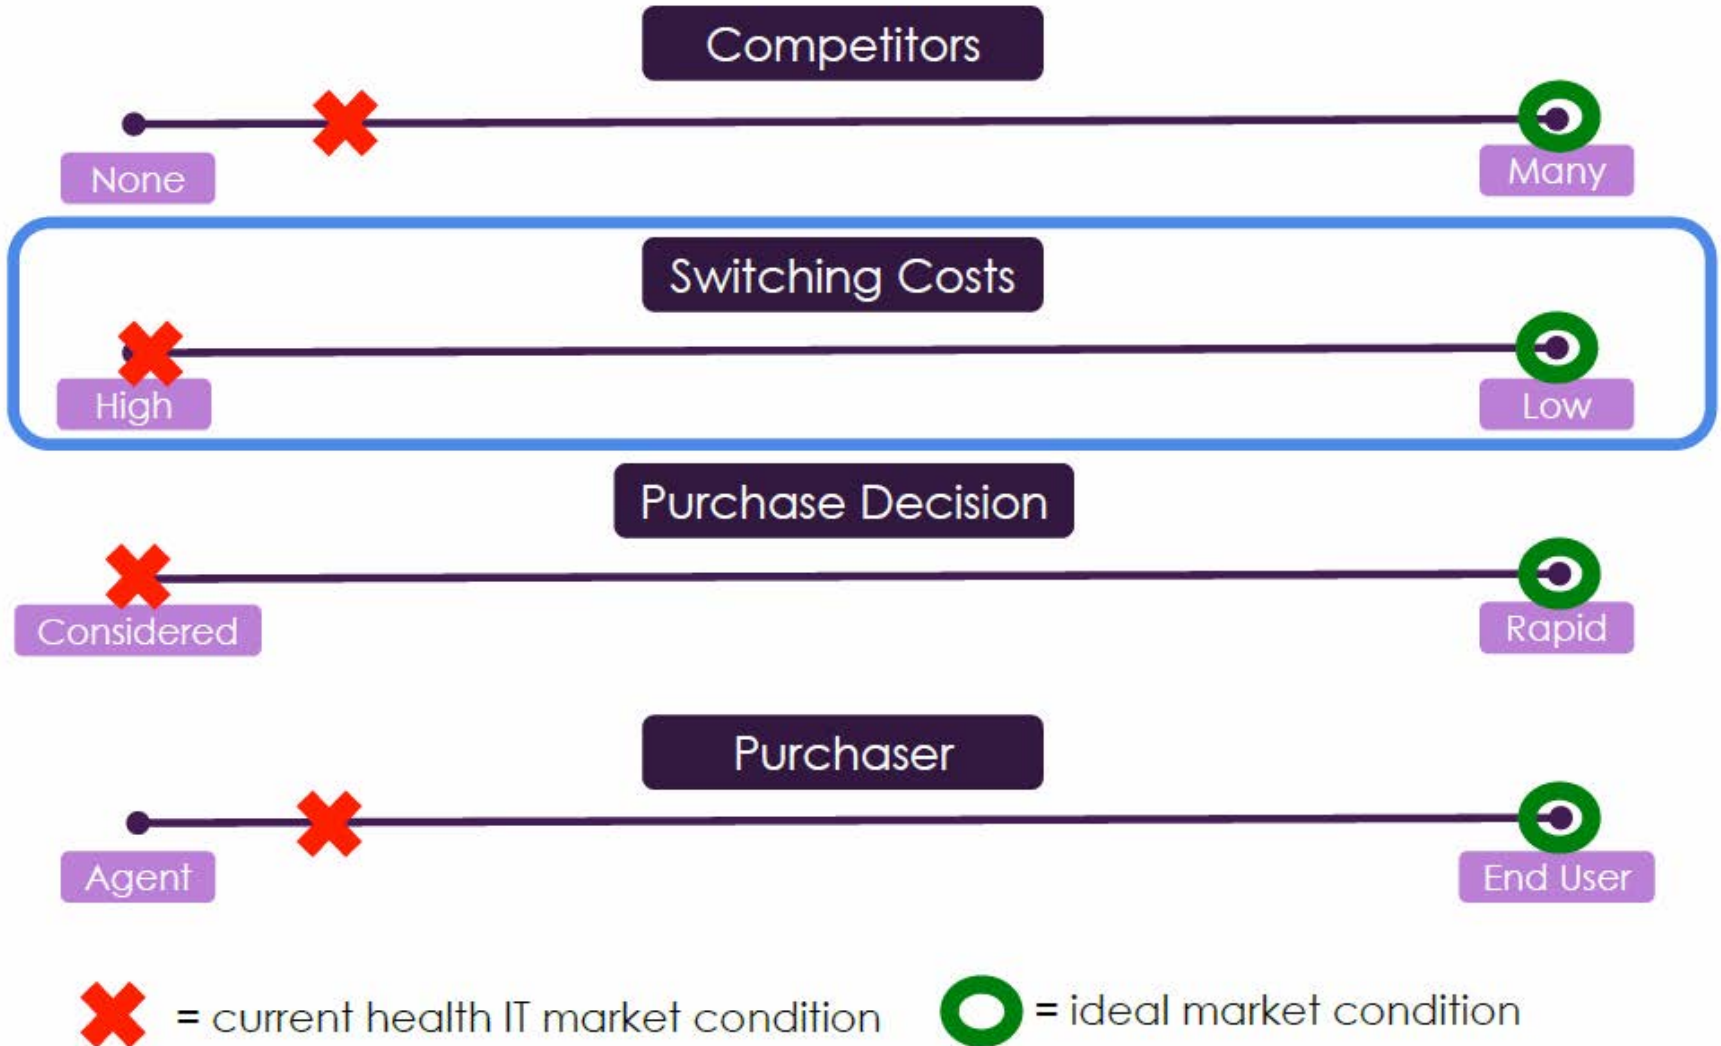 Competitors
None
Many
Switching Costs
High
Low
Purchase Decision
Considered
Rapid
Purchaser
Agent
End User
= current health IT market condition
= ideal market condition